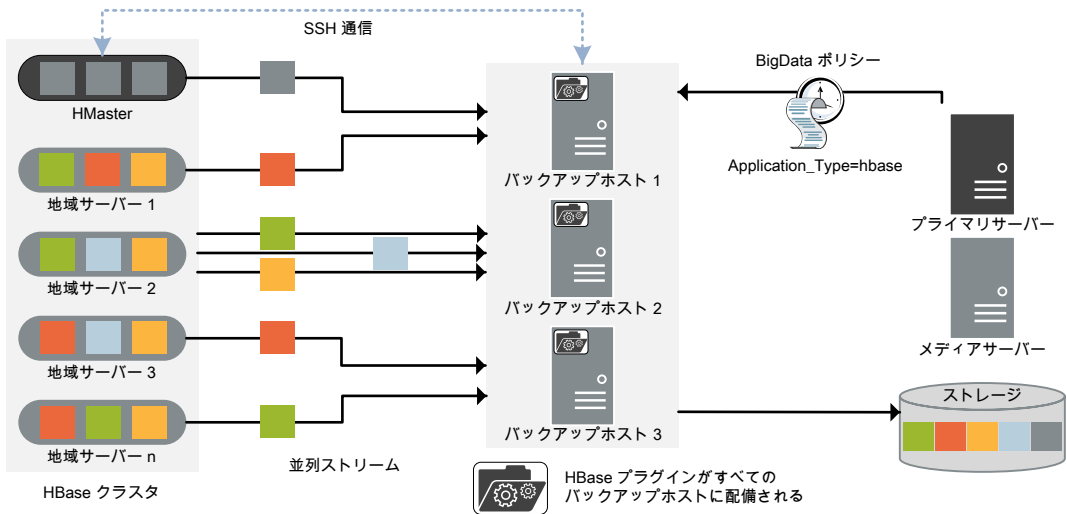 SSH 通信
HMaster
地域サーバー 1
地域サーバー 2
地域サーバー 3
地域サーバー n
HBase クラスタ
並列ストリーム
バックアップホスト 1
バックアップホスト 2
バックアップホスト 3
HBase プラグインがすべての
バックアップホストに配備される
BigData ポリシー
Application_Type=hbase
プライマリサーバー
メディアサーバー
ストレージ